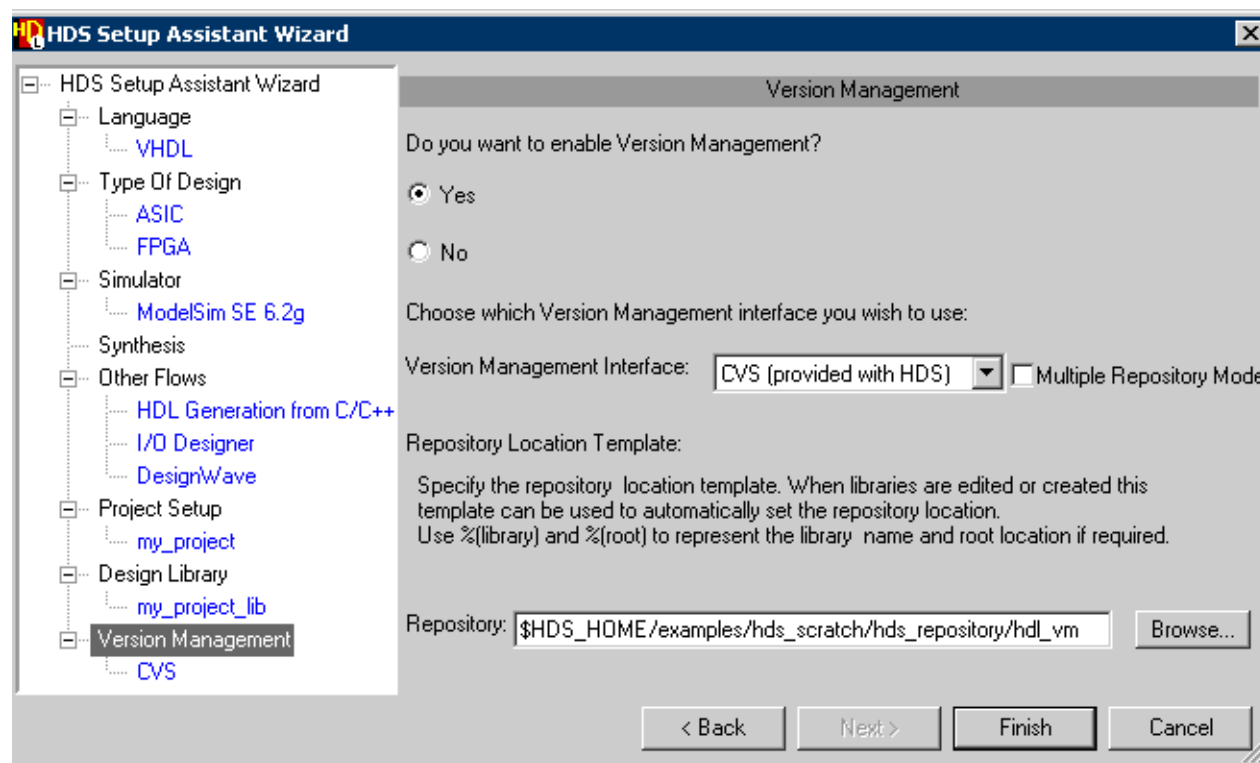 HDS Setup Assistant Wizard
HDS Setup Assistant Wizard
Language
VHDL
Type Of Design
ASIC
FPGA
Simulator
ModelSim SE 6.2g
Synthesis
Other Flows
HDL Generation from C/C++
I/O Designer
DesignWave
Project Setup
my_project
Design Library
my_project_lib
Version Management
CVS
Version Management
Do you want to enable Version Management?
Yes
No
Choose which Version Management interface you wish to use:
Version Management Interface: CVS (provided with HDS) Multiple Repository Mode
Repository Location Template:
Specify the repository location template. When libraries are edited or created this
template can be used to automatically set the repository location.
Use %(library) and %(root) to represent the library name and root location if required.
Repository: $HDS_HOME/examples/hds_scratch/hds_repository/hdl_vm Browse...
< Back Next > Finish Cancel